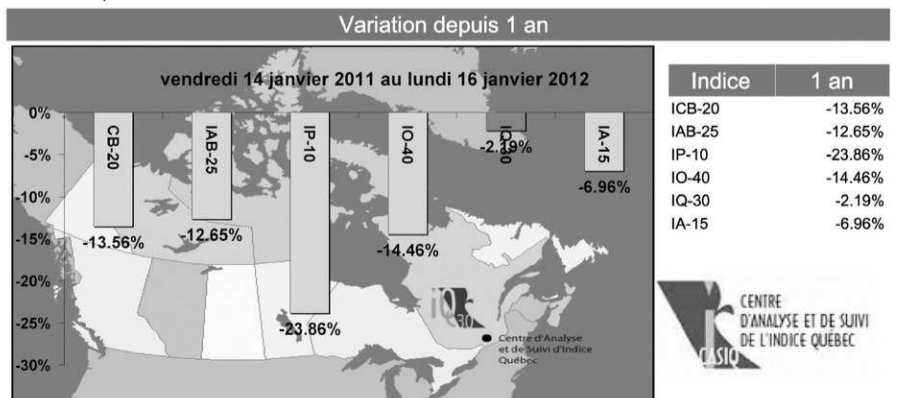 Variation depuis 1 an
vendredi 14 janvier 2011 au lundi 16 janvier 2012
0%
-5%
-10%
-15%
-20%
-25%
-30%
CB-20
IAB-25
IP-10
IO-40
IQ-30
IA-15
-13.56%
-12.65%
-23.86%
-14.46%
-2.19%
-6.96%
iQ30
Centre d'Analyse
et de Suivi d'Indice
Québec
Indice 1 an
ICB-20 -13.56%
IAB-25 -12.65%
IP-10 -23.86%
IO-40 -14.46%
IQ-30 -2.19%
IA-15 -6.96%
CENTRE
D'ANALYSE ET DE SUIVI
DE L'INDICE QUÉBEC
CASIQ